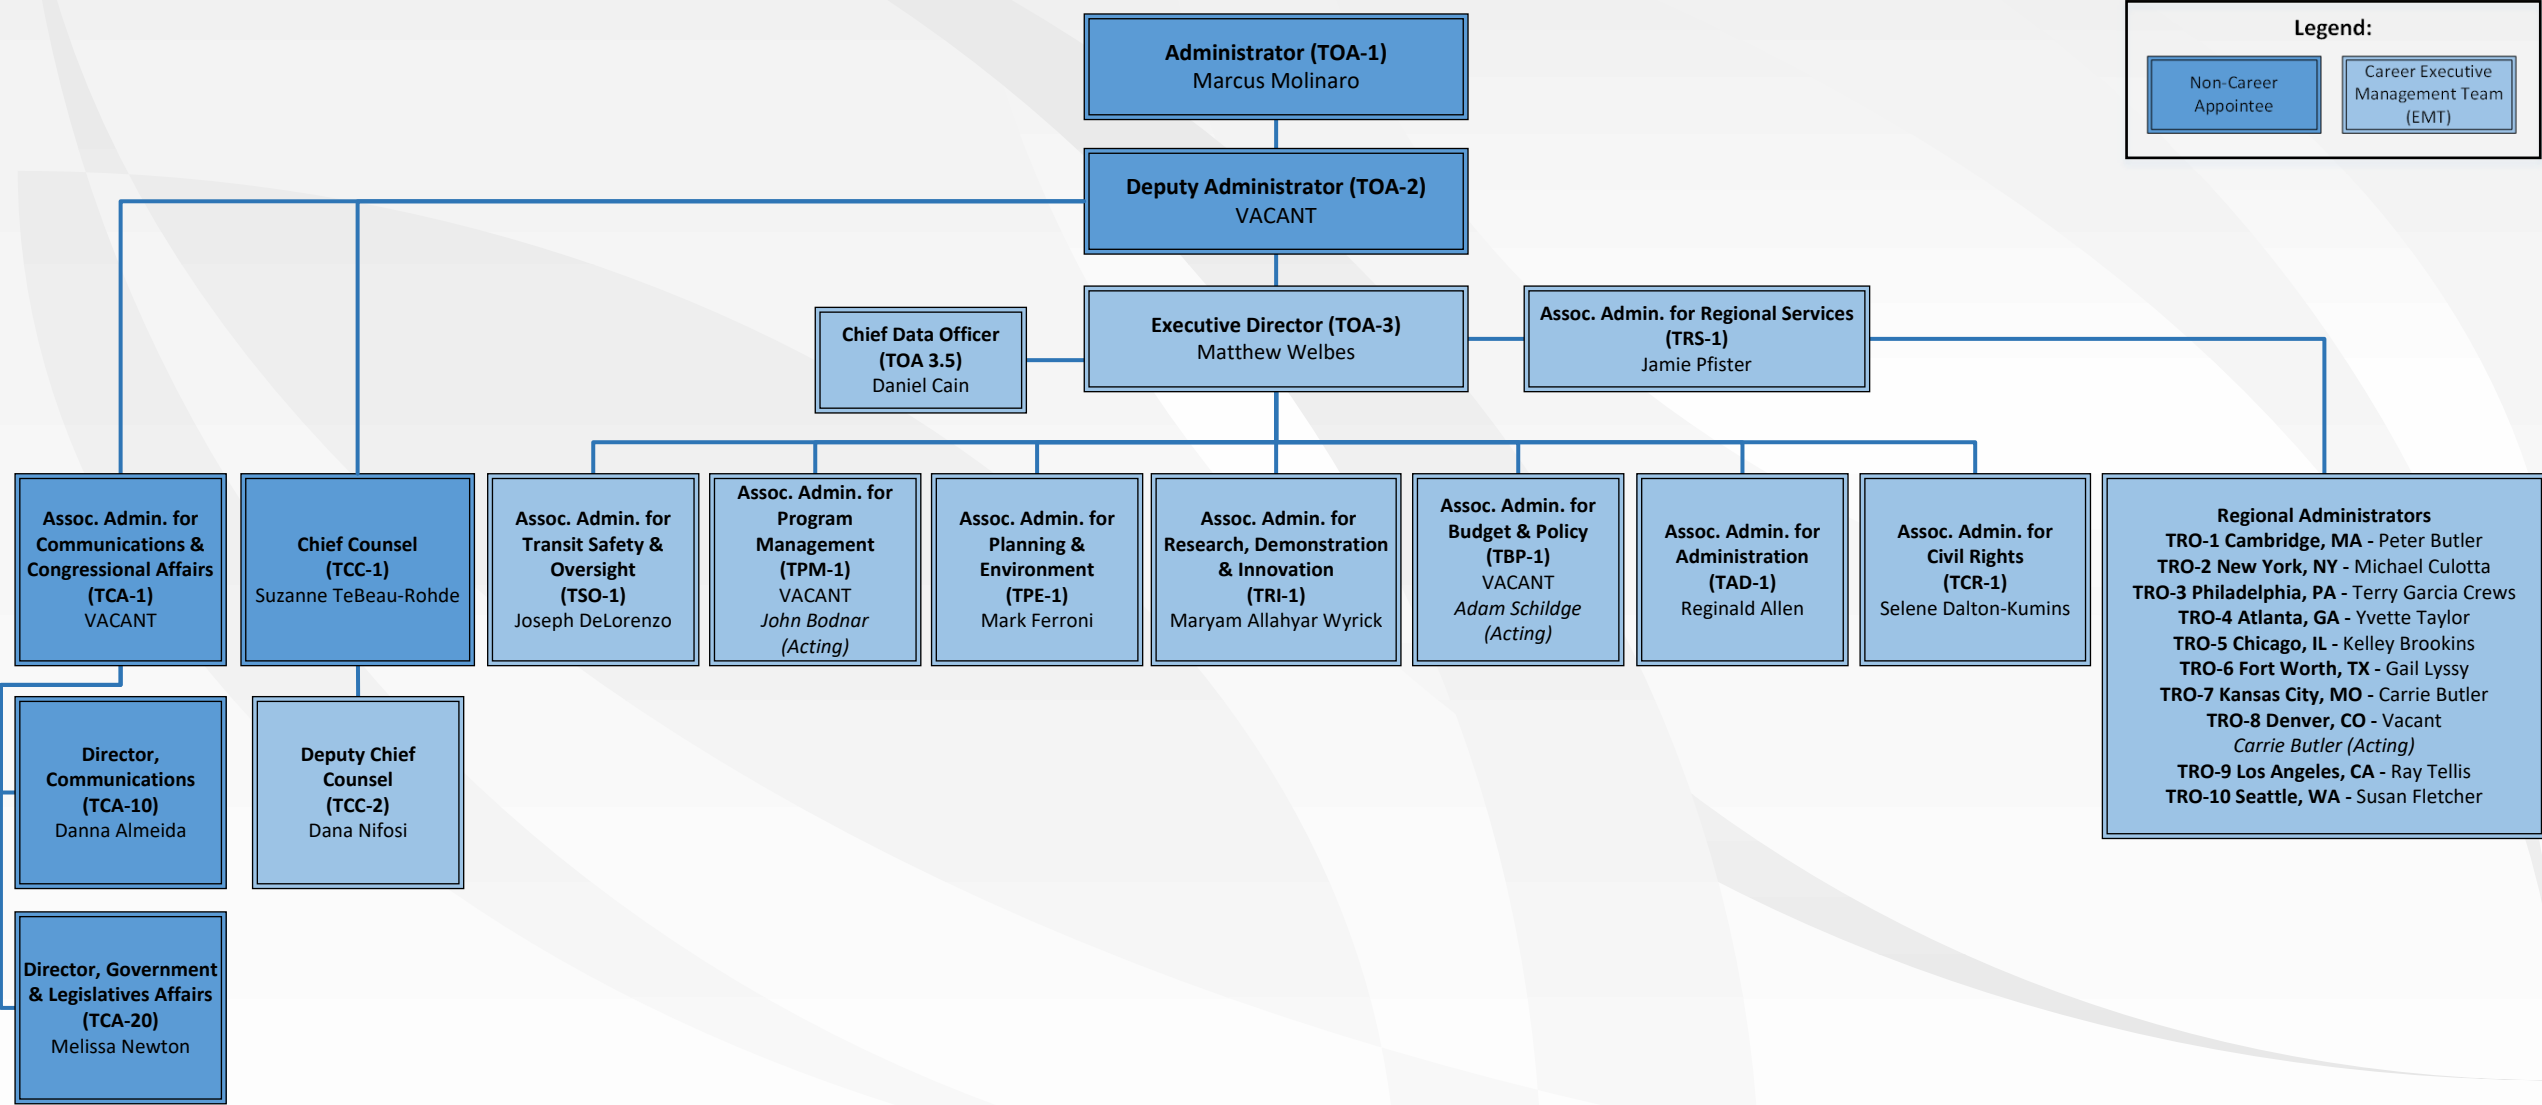 Legend:
Non-Career
Appointee
Career Executive
Management Team
(EMT)
Administrator (TOA-1)
Marcus Molinaro
Deputy Administrator (TOA-2)
VACANT
Executive Director (TOA-3)
Matthew Welbes
Chief Data Officer
(TOA 3.5)
Daniel Cain
Assoc. Admin. for Regional Services
(TRS-1)
Jamie Pfister
Assoc. Admin. for
Communications &
Congressional Affairs
(TCA-1)
VACANT
Chief Counsel
(TCC-1)
Suzanne TeBeau-Rohde
Assoc. Admin. for
Transit Safety &
Oversight
(TSO-1)
Joseph DeLorenzo
Assoc. Admin. for
Program
Management
(TPM-1)
VACANT
John Bodnar
(Acting)
Assoc. Admin. for
Planning &
Environment
(TPE-1)
Mark Ferroni
Assoc. Admin. for
Research, Demonstration
& Innovation
(TRI-1)
Maryam Allahyar Wyrick
Assoc. Admin. for
Budget & Policy
(TBP-1)
VACANT
Adam Schildge
(Acting)
Assoc. Admin. for
Administration
(TAD-1)
Reginald Allen
Assoc. Admin. for
Civil Rights
(TCR-1)
Selene Dalton-Kumins
Regional Administrators
TRO-1 Cambridge, MA - Peter Butler
TRO-2 New York, NY - Michael Culotta
TRO-3 Philadelphia, PA - Terry Garcia Crews
TRO-4 Atlanta, GA - Yvette Taylor
TRO-5 Chicago, IL - Kelley Brookins
TRO-6 Fort Worth, TX - Gail Lyssy
TRO-7 Kansas City, MO - Carrie Butler
TRO-8 Denver, CO - Vacant
Carrie Butler (Acting)
TRO-9 Los Angeles, CA - Ray Tellis
TRO-10 Seattle, WA - Susan Fletcher
Director,
Communications
(TCA-10)
Danna Almeida
Deputy Chief
Counsel
(TCC-2)
Dana Nifosi
Director, Government
& Legislatives Affairs
(TCA-20)
Melissa Newton